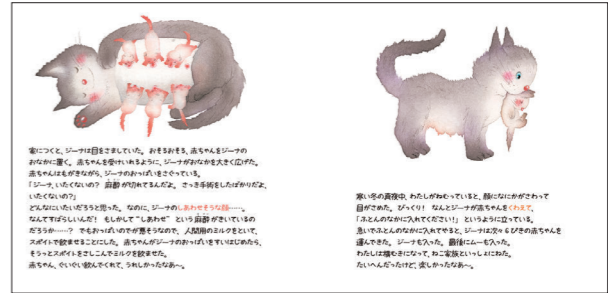 家につくと、ジーナは目をさましていた。おそるおそる、赤ちゃんをジーナの
おなかに置く。赤ちゃんを受けいれるように、ジーナがおなかを大きく広げた。
赤ちゃんはもがきながら、ジーナのおっぱいをさぐっている。
「ジーナ、いたくないの？ 麻酔が切れてるんだよ。さっき手術をしたばかりだよ、
いたくないの？」
どんなにいたいだろうと思った。なのに、ジーナのしあわせそうな顔……。
なんてすばらしいんだ！ もしかして“しあわせ”という麻酔がきいているの
だろうか……？ でもおっぱいのでが悪そうなので、人間用のミルクをといて、
スポイトで飲ませることにした。赤ちゃんがジーナのおっぱいをすいはじめたら、
そうっとスポイトをさしこんでミルクを飲ませた。
赤ちゃん、ぐいぐい飲んでくれて、うれしかったなあ〜。
寒い冬の真夜中、わたしがねむっていると、顔になにかがさわって
目がさめた。びっくり！ なんとジーナが赤ちゃんをくわえて、
「ふとんのなかに入れてください！」というように立っている。
急いでふとんのなかに入れてやると、ジーナは次々６ぴきの赤ちゃんを
運んできた。ジーナも入った。最後にムーも入った。
わたしは横むきになって、ねこ家族といっしょにねた。
たいへんだったけど、楽しかったなあ〜。